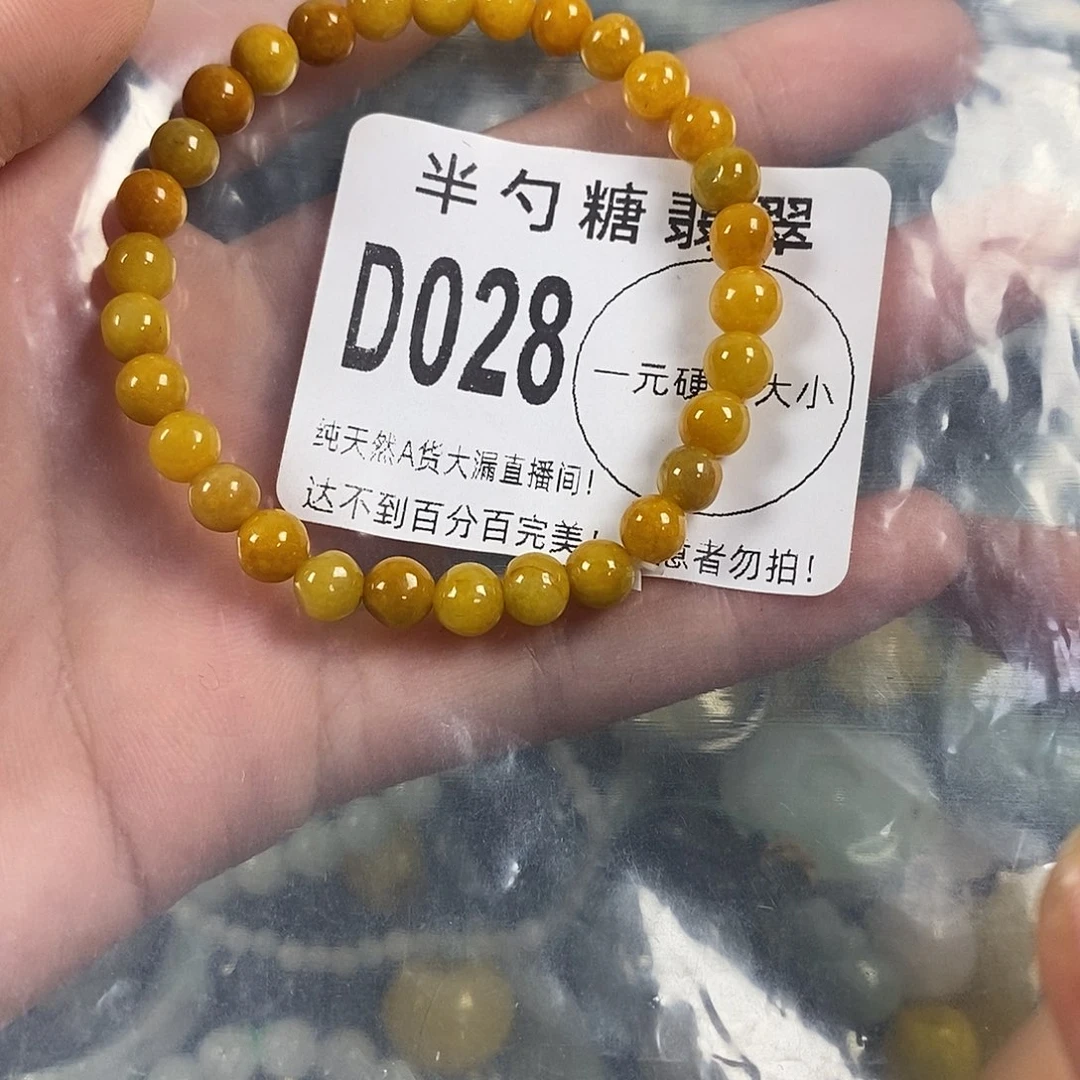 半勺糖翡翠
D028
一元硬 大小
纯天然A货大漏直播间!
达不到百分百完美! 者勿拍!